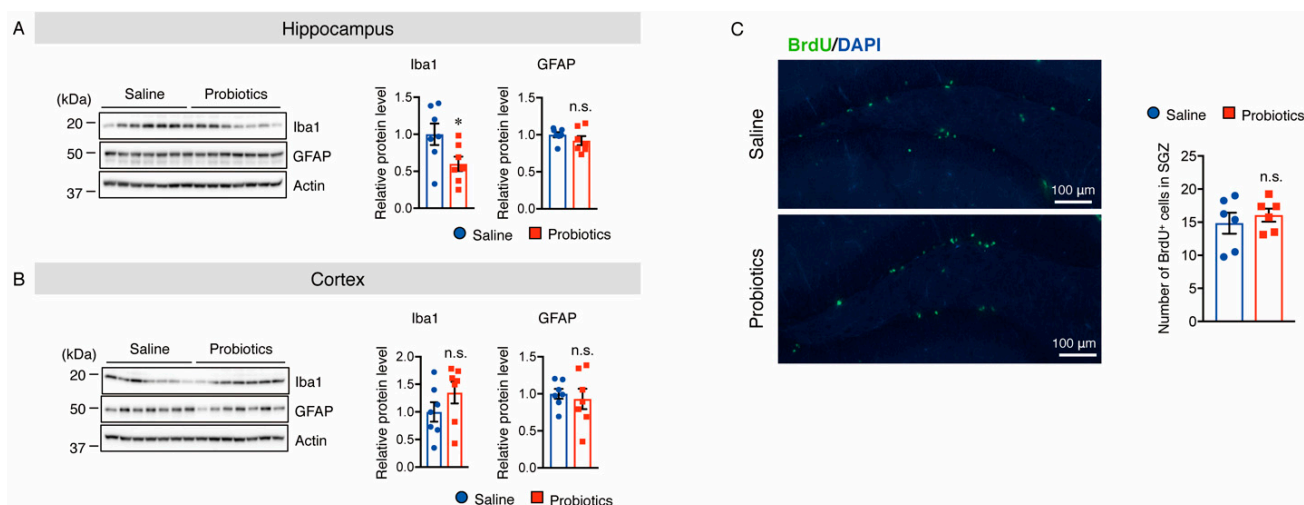 A
Hippocampus
Iba1
GFAP
(kDa)
Saline
Probiotics
20
Iba1
50
GFAP
37
Actin
Relative protein level
1.5
1.0
0.5
0.0
*
Relative protein level
1.5
1.0
0.5
0.0
n.s.
Saline
Probiotics
B
Cortex
Iba1
GFAP
(kDa)
Saline
Probiotics
20
Iba1
50
GFAP
37
Actin
Relative protein level
2.0
1.5
1.0
0.5
0.0
n.s.
Relative protein level
1.5
1.0
0.5
0.0
n.s.
Saline
Probiotics
C
BrdU/DAPI
Saline
100 µm
Probiotics
100 µm
Saline
Probiotics
Number of BrdU⁺ cells in SGZ
25
20
15
10
5
0
n.s.